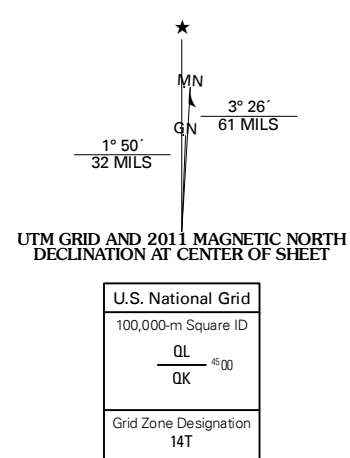 ★
MN
3° 26´
61 MILS
GN
1° 50´
32 MILS
UTM GRID AND 2011 MAGNETIC NORTH
DECLINATION AT CENTER OF SHEET
U.S. National Grid
100,000-m Square ID
QL
4500
QK
Grid Zone Designation
14T